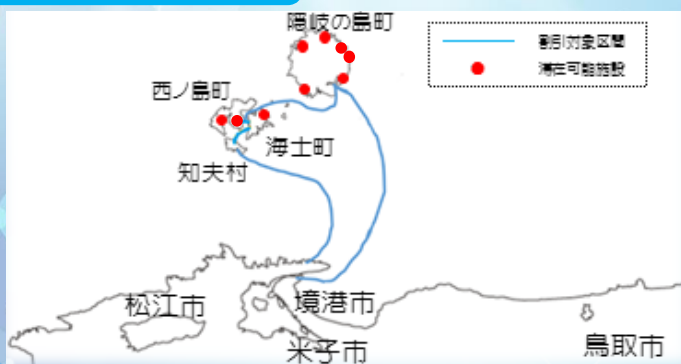 隠岐の島町
割引対象区間
滞在可能施設
西ノ島町
海士町
知夫村
松江市
境港市
米子市
鳥取市